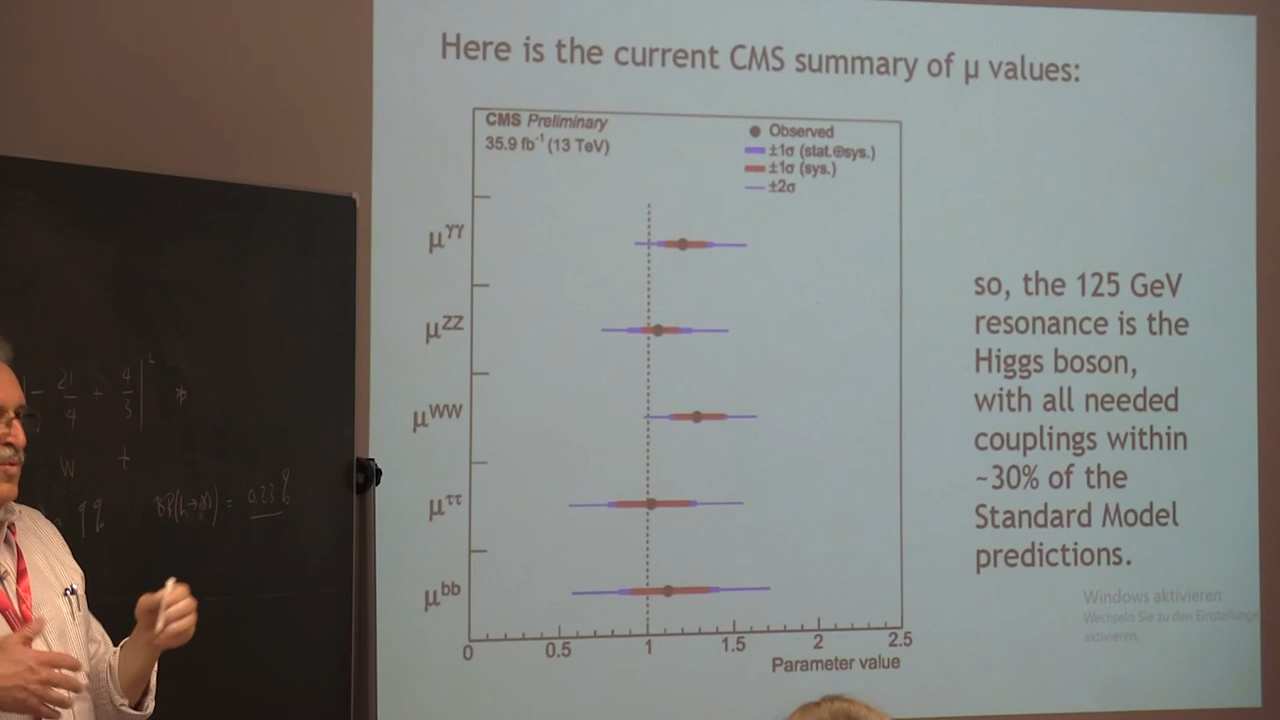 Here is the current CMS summary of μ values:
CMS Preliminary
35.9 fb⁻¹ (13 TeV)
Observed
±1σ (stat.⊕sys.)
±1σ (sys.)
±2σ
μ^γγ
μ^ZZ
μ^WW
μ^ττ
μ^bb
0 0.5 1 1.5 2 2.5
Parameter value
so, the 125 GeV
resonance is the
Higgs boson,
with all needed
couplings within
~30% of the
Standard Model
predictions.
Windows aktivieren
Wechseln Sie zu den Einstellunge
aktivieren.
- 21/4 + 4/3
W t
= 0.23 %